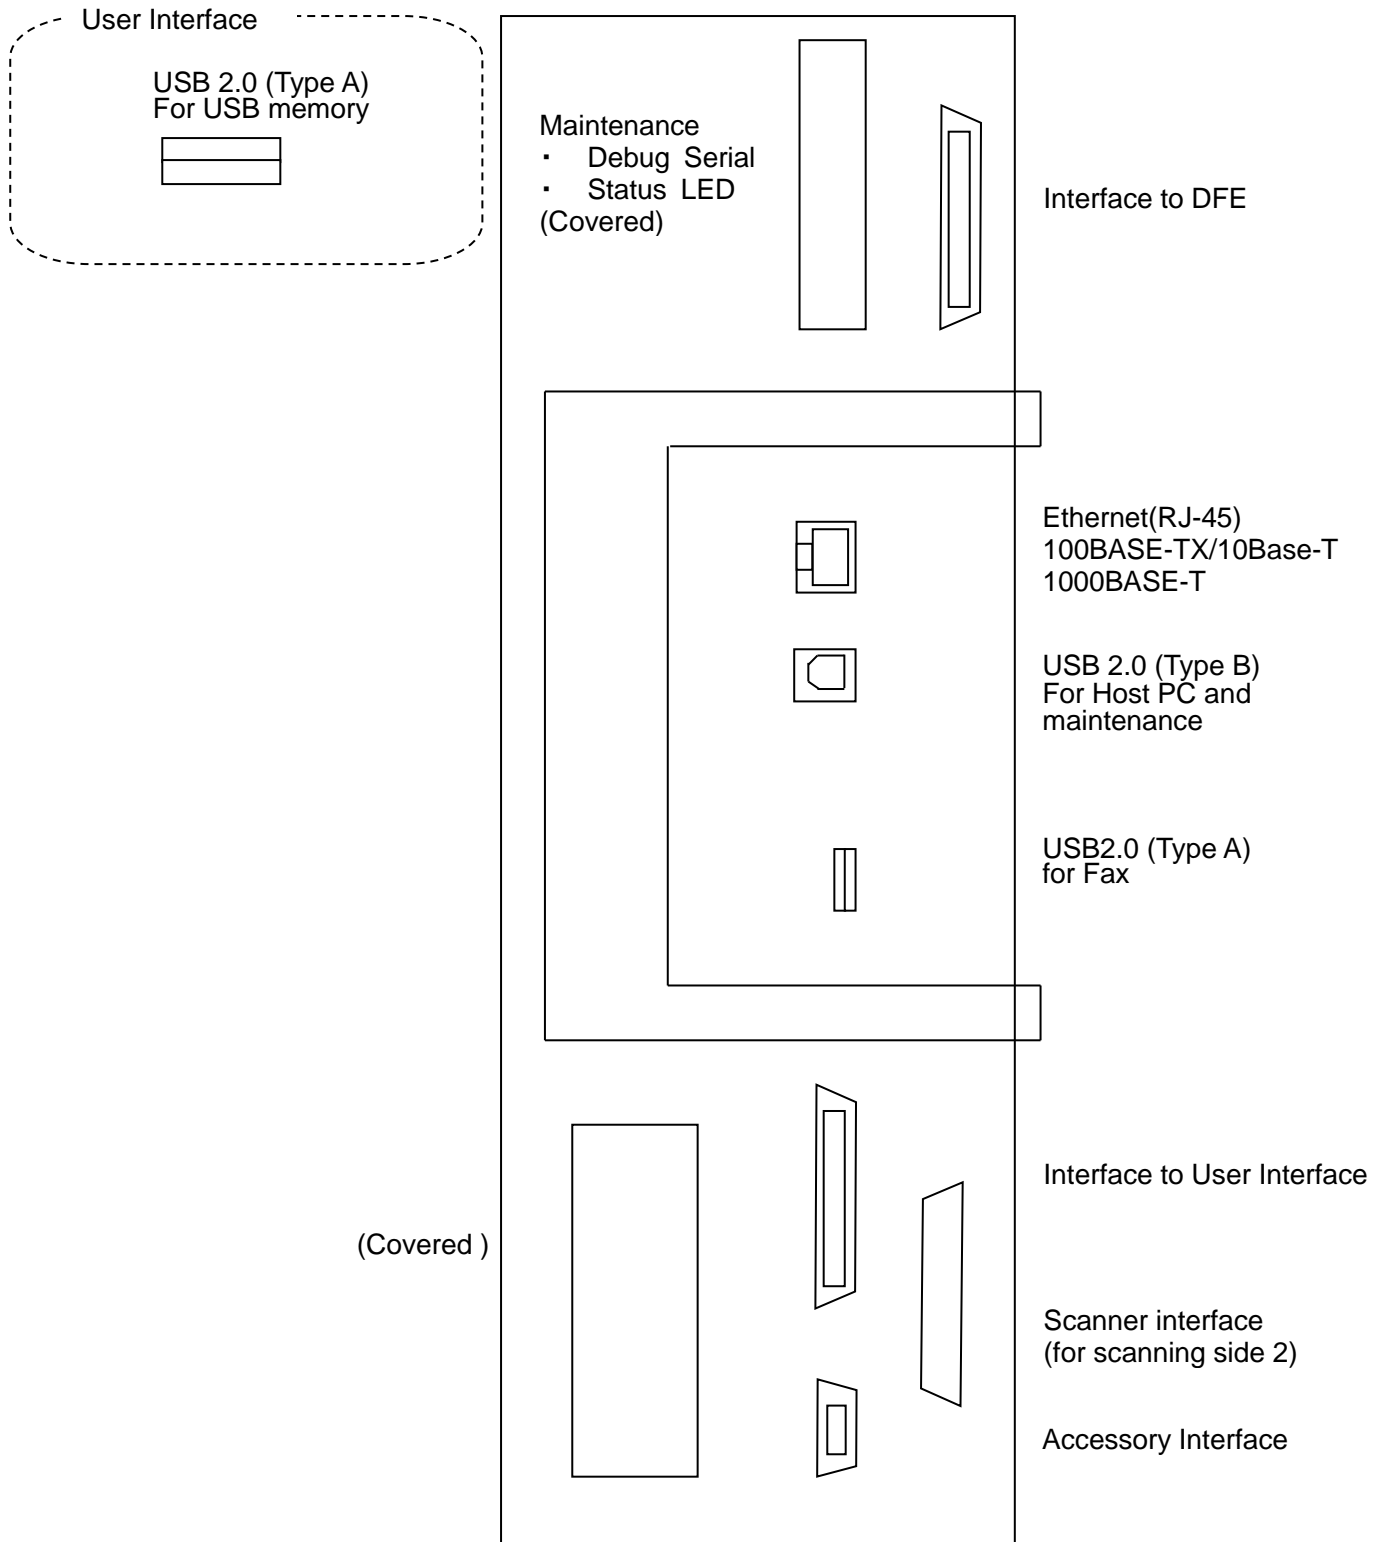 User Interface
USB 2.0 (Type A)
For USB memory
Maintenance
・ Debug Serial
・ Status LED
(Covered)
Interface to DFE
Ethernet(RJ-45)
100BASE-TX/10Base-T
1000BASE-T
USB 2.0 (Type B)
For Host PC and
maintenance
USB2.0 (Type A)
for Fax
Interface to User Interface
(Covered )
Scanner interface
(for scanning side 2)
Accessory Interface